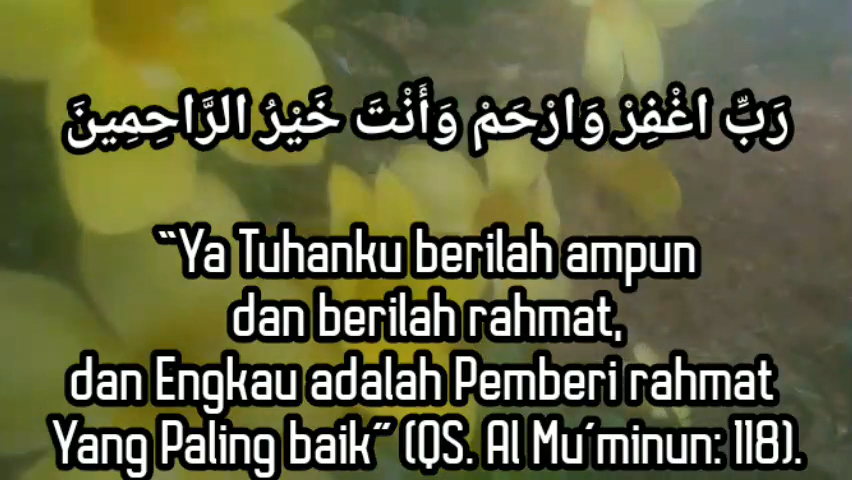 رَبِّ اغْفِرْ وَارْحَمْ وَأَنْتَ خَيْرُ الرَّاحِمِينَ
“Ya Tuhanku berilah ampun
dan berilah rahmat,
dan Engkau adalah Pemberi rahmat
Yang Paling baik” (QS. Al Mu’minun: 118).